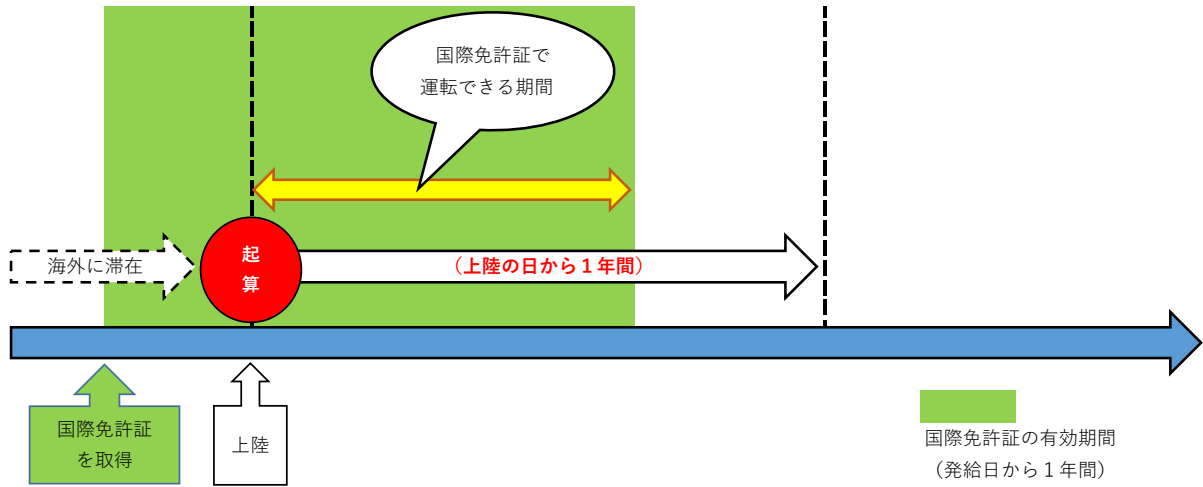 国際免許証で
運転できる期間
海外に滞在
起
算
(上陸の日から１年間)
国際免許証
を取得
上陸
国際免許証の有効期間
(発給日から１年間)